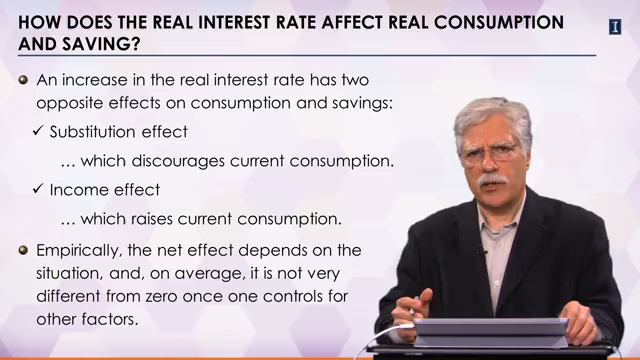 HOW DOES THE REAL INTEREST RATE AFFECT REAL CONSUMPTION
AND SAVING?
I
An increase in the real interest rate has two
opposite effects on consumption and savings:
✓ Substitution effect
… which discourages current consumption.
✓ Income effect
… which raises current consumption.
Empirically, the net effect depends on the
situation, and, on average, it is not very
different from zero once one controls for
other factors.